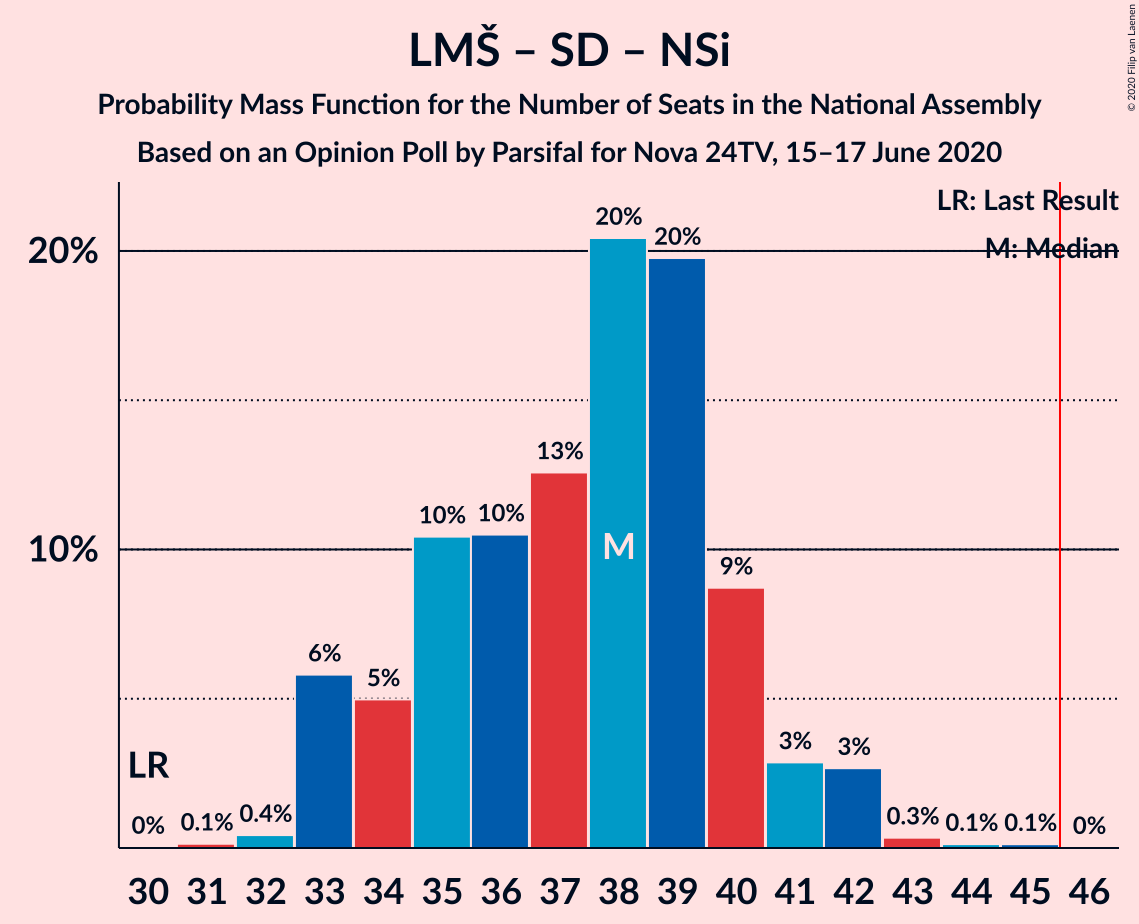 LMŠ – SD – NSi
Probability Mass Function for the Number of Seats in the National Assembly
Based on an Opinion Poll by Parsifal for Nova 24TV, 15–17 June 2020
© 2020 Filip van Laenen
LR: Last Result
M: Median
20%
10%
LR
M
0%
0.1%
0.4%
6%
5%
10%
10%
13%
20%
20%
9%
3%
3%
0.3%
0.1%
0.1%
0%
30 31 32 33 34 35 36 37 38 39 40 41 42 43 44 45 46